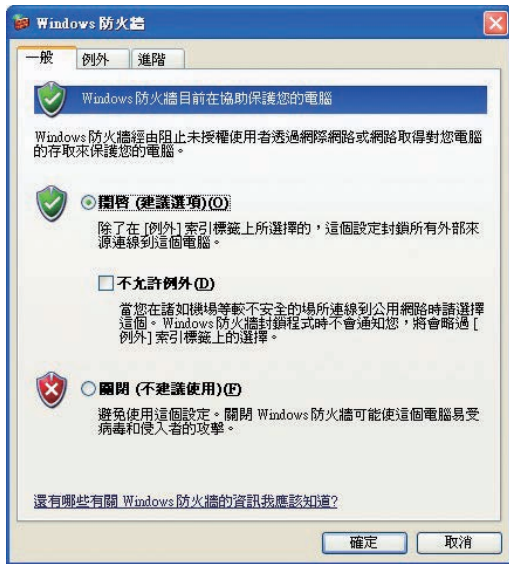 Windows 防火牆
一般
例外
進階
Windows 防火牆目前在協助保護您的電腦
Windows 防火牆經由阻止未授權使用者透過網際網路或網路取得對您電腦
的存取來保護您的電腦。
開啓 (建議選項)(O)
除了在 [例外] 索引標籤上所選擇的，這個設定封鎖所有外部來
源連線到這個電腦。
不允許例外(D)
當您在諸如機場等較不安全的場所連線到公用網路時請選擇
這個。Windows 防火牆封鎖程式時不會通知您，將會略過 [
例外] 索引標籤上的選擇。
關閉 (不建議使用)(F)
避免使用這個設定。關閉 Windows 防火牆可能使這個電腦易受
病毒和侵入者的攻擊。
還有哪些有關 Windows 防火牆的資訊我應該知道?
確定
取消